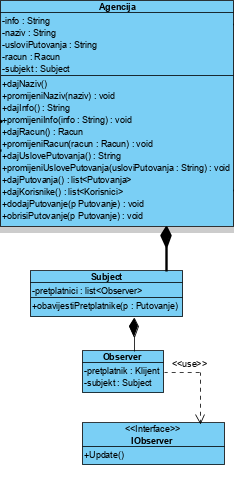 Agencija
-info : String
-naziv : String
-usloviPutovanja : String
-racun : Racun
-subjekt : Subject
+dajNaziv()
+promijeniNaziv(naziv) : void
+dajInfo() : String
+promijeniInfo(info : String) : void
+dajRacun() : Racun
+promijeniRacun(racun : Racun) : void
+dajUslovePutovanja() : String
+promijeniUslovePutovanja(usloviPutovanja : String) : void
+dajPutovanja() : list<Putovanja>
+dajKorisnike() : list<Korisnici>
+dodajPutovanje(p Putovanje) : void
+obrisiPutovanje(p Putovanje) : void
Subject
-pretplatnici : list<Observer>
+obavijestiPretplatnike(p : Putovanje)
Observer
-pretplatnik : Klijent
-subjekt : Subject
<<use>>
<<Interface>>
IObserver
+Update()